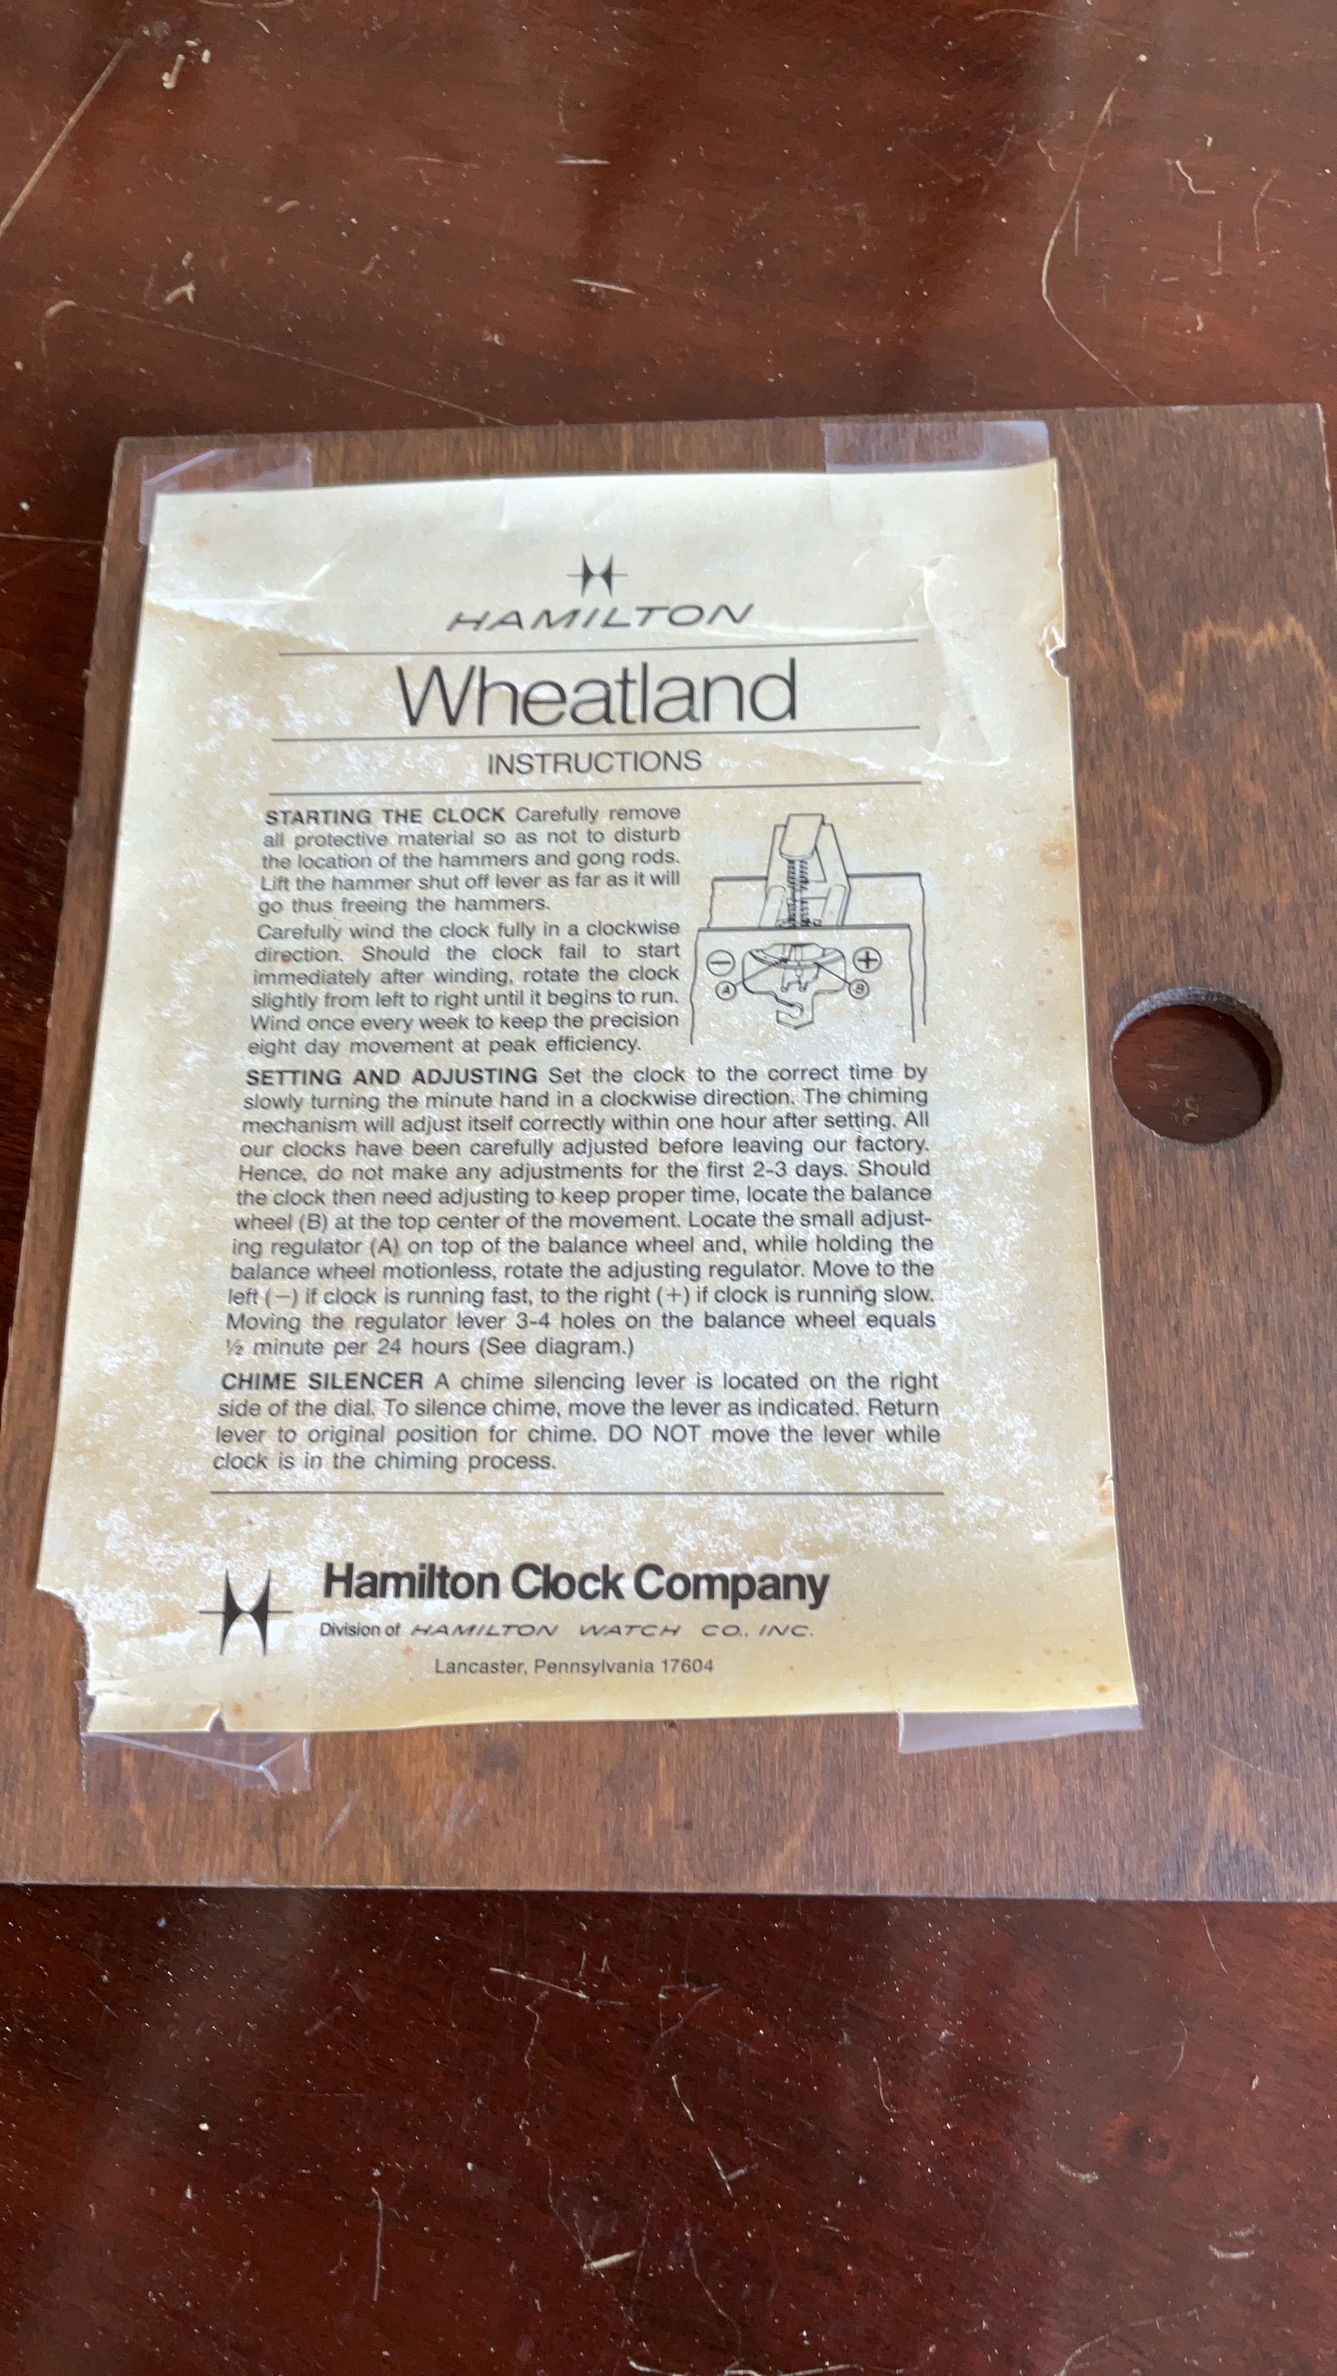 HAMILTON
Wheatland
INSTRUCTIONS
STARTING THE CLOCK Carefully remove
all protective material so as not to disturb
the location of the hammers and gong rods.
Lift the hammer shut off lever as far as it will
go thus freeing the hammers.
Carefully wind the clock fully in a clockwise
direction. Should the clock fail to start
immediately after winding, rotate the clock
slightly from left to right until it begins to run.
Wind once every week to keep the precision
eight day movement at peak efficiency.
− +
A B
SETTING AND ADJUSTING Set the clock to the correct time by
slowly turning the minute hand in a clockwise direction. The chiming
mechanism will adjust itself correctly within one hour after setting. All
our clocks have been carefully adjusted before leaving our factory.
Hence, do not make any adjustments for the first 2-3 days. Should
the clock then need adjusting to keep proper time, locate the balance
wheel (B) at the top center of the movement. Locate the small adjust-
ing regulator (A) on top of the balance wheel and, while holding the
balance wheel motionless, rotate the adjusting regulator. Move to the
left (−) if clock is running fast, to the right (+) if clock is running slow.
Moving the regulator lever 3-4 holes on the balance wheel equals
½ minute per 24 hours (See diagram.)
CHIME SILENCER A chime silencing lever is located on the right
side of the dial. To silence chime, move the lever as indicated. Return
lever to original position for chime. DO NOT move the lever while
clock is in the chiming process.
Hamilton Clock Company
Division of HAMILTON WATCH CO., INC.
Lancaster, Pennsylvania 17604